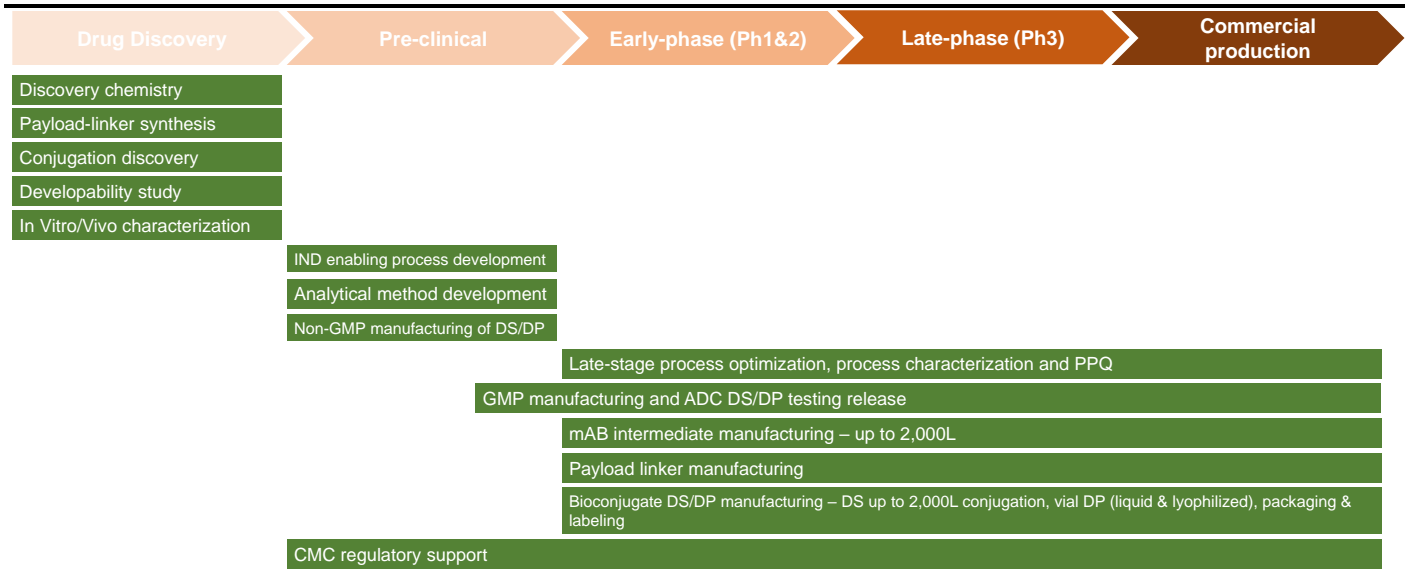 Drug Discovery
Pre-clinical
Early-phase (Ph1&2)
Late-phase (Ph3)
Commercial
production
Discovery chemistry
Payload-linker synthesis
Conjugation discovery
Developability study
In Vitro/Vivo characterization
IND enabling process development
Analytical method development
Non-GMP manufacturing of DS/DP
Late-stage process optimization, process characterization and PPQ
GMP manufacturing and ADC DS/DP testing release
mAB intermediate manufacturing – up to 2,000L
Payload linker manufacturing
Bioconjugate DS/DP manufacturing – DS up to 2,000L conjugation, vial DP (liquid & lyophilized), packaging &
labeling
CMC regulatory support